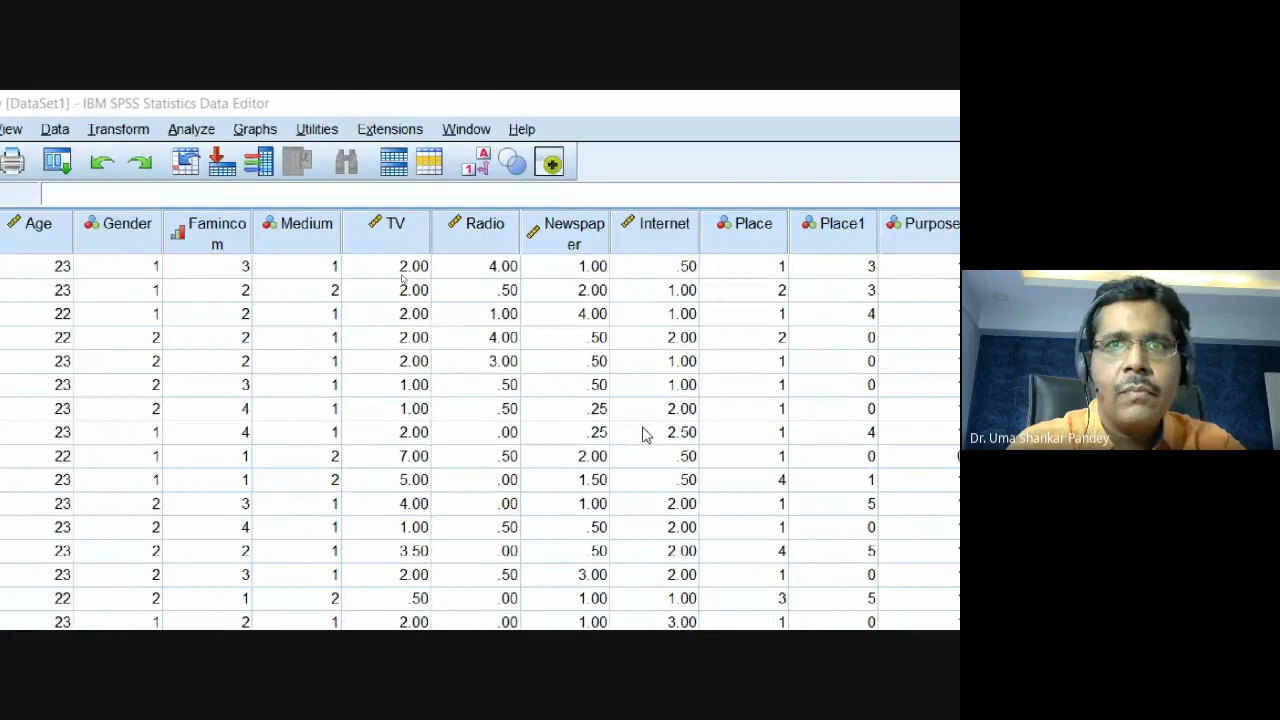 [DataSet1] - IBM SPSS Statistics Data Editor
View Data Transform Analyze Graphs Utilities Extensions Window Help
A
1
Age Gender Famincom Medium TV Radio Newspaper Internet Place Place1 Purpose
23 1 3 1 2.00 4.00 1.00 .50 1 3
23 1 2 2 2.00 .50 2.00 1.00 2 3
22 1 2 1 2.00 1.00 4.00 1.00 1 4
22 2 2 1 2.00 4.00 .50 2.00 2 0
23 2 2 1 2.00 3.00 .50 1.00 1 0
23 2 3 1 1.00 .50 .50 1.00 1 0
23 2 4 1 1.00 .50 .25 2.00 1 0
23 1 4 1 2.00 .00 .25 2.50 1 4
22 1 1 2 7.00 .50 2.00 .50 1 0
23 1 1 2 5.00 .00 1.50 .50 4 1
23 2 3 1 4.00 .00 1.00 2.00 1 5
23 2 4 1 1.00 .50 .50 2.00 1 0
23 2 2 1 3.50 .00 .50 2.00 4 5
23 2 3 1 2.00 .50 3.00 2.00 1 0
22 2 1 2 .50 .00 1.00 1.00 3 5
23 1 2 1 2.00 .00 1.00 3.00 1 0
Dr. Uma Shankar Pandey